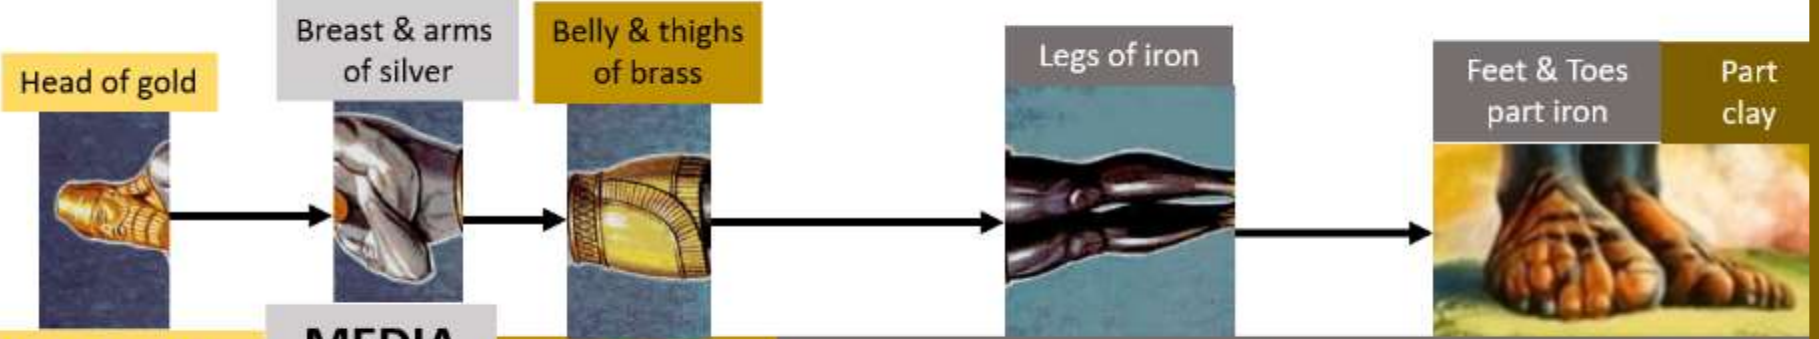 Head of gold
Breast & arms
of silver
Belly & thighs
of brass
Legs of iron
Feet & Toes
part iron
Part
clay
MEDIA